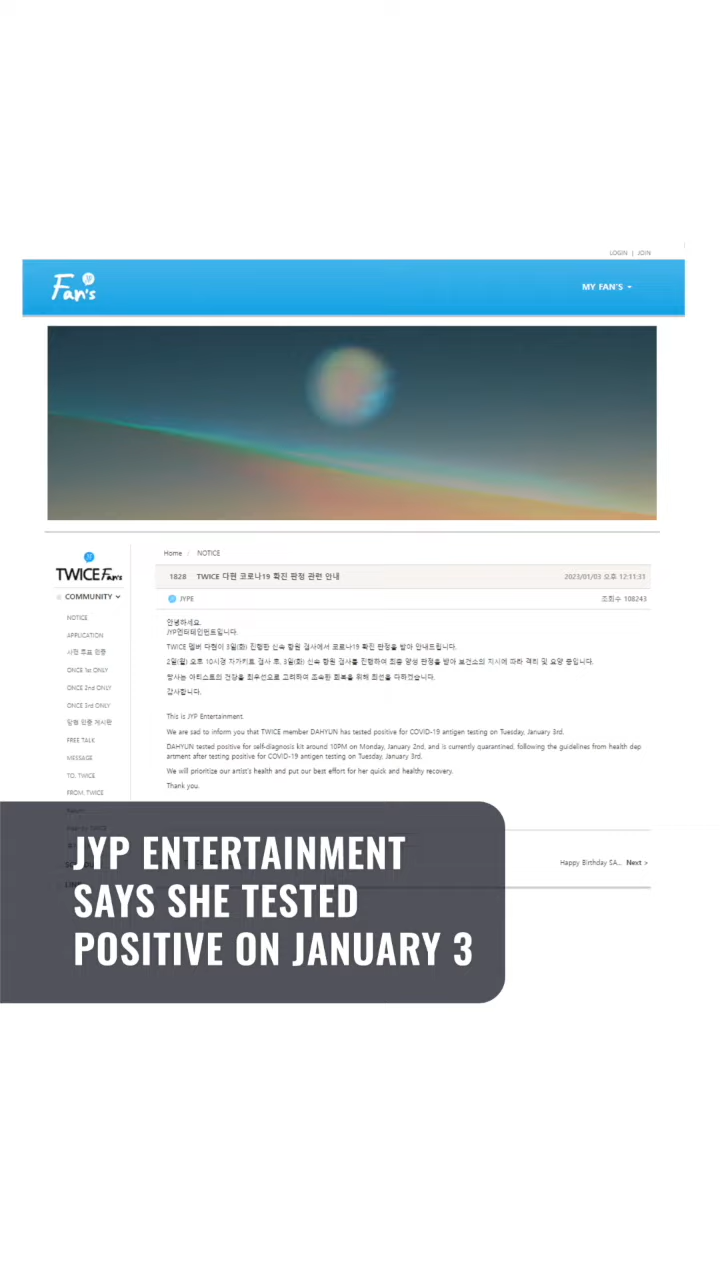 LOGIN | JOIN
Fan's
MY FAN'S
TWICE Fan's
COMMUNITY
NOTICE
APPLICATION
사전 투표 인증
ONCE 1st ONLY
ONCE 2nd ONLY
ONCE 3rd ONLY
당첨 인증 게시판
FREE TALK
MESSAGE
TO. TWICE
FROM. TWICE
Home / NOTICE
1828 TWICE 다현 코로나19 확진 판정 관련 안내 2023/01/03 오후 12:11:33
JYPE 조회수 108243
안녕하세요.
JYP엔터테인먼트입니다.
TWICE 멤버 다현이 3일(화) 진행한 신속 항원 검사에서 코로나19 확진 판정을 받아 안내드립니다.
2일(월) 오후 10시경 자가키트 검사 후, 3일(화) 신속 항원 검사를 진행하여 최종 양성 판정을 받아 보건소의 지시에 따라 격리 및 요양 중입니다.
당사는 아티스트의 건강을 최우선으로 고려하여 조속한 회복을 위해 최선을 다하겠습니다.
감사합니다.
This is JYP Entertainment.
We are sad to inform you that TWICE member DAHYUN has tested positive for COVID-19 antigen testing on Tuesday, January 3rd.
DAHYUN tested positive for self-diagnosis kit around 10PM on Monday, January 2nd, and is currently quarantined, following the guidelines from health dep
artment after testing positive for COVID-19 antigen testing on Tuesday, January 3rd.
We will prioritize our artist's health and put our best effort for her quick and healthy recovery.
Thank you.
Happy Birthday SA... Next >
JYP ENTERTAINMENT
SAYS SHE TESTED
POSITIVE ON JANUARY 3